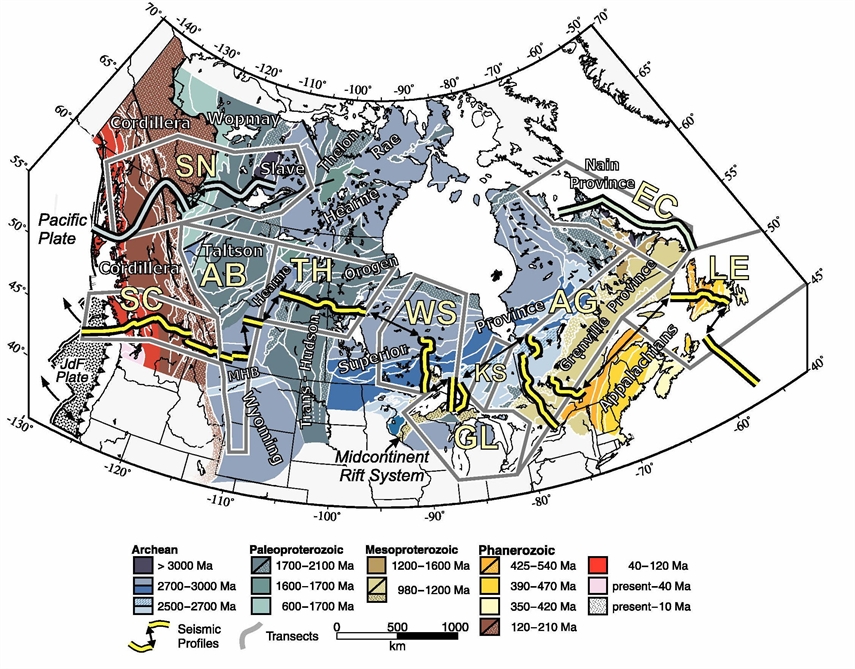 70°
-140°
-130°
-120°
-110°
-100°
-90°
-80°
-70°
-60°
-50°
70°
65°
65°
60°
60°
55°
55°
50°
50°
45°
40°
40°
-130°
-120°
-110°
-100°
-90°
-80°
-70°
-60°
45°
Cordillera
Wopmay
Thelon
Rae
SN
Slave
Hearne
Nain
Province
EC
Pacific
Plate
Taltson
Cordillera
AB
TH
Orogen
Hearne
LE
SC
WS
Province
AG
Grenville Province
Superior
KS
JdF
Plate
MHB
Trans-Hudson
Wyoming
Appalachians
GL
Midcontinent
Rift System
Archean
> 3000 Ma
2700–3000 Ma
2500–2700 Ma
Paleoproterozoic
1700–2100 Ma
1600–1700 Ma
600–1700 Ma
Mesoproterozoic
1200–1600 Ma
980–1200 Ma
Phanerozoic
425–540 Ma
390–470 Ma
350–420 Ma
120–210 Ma
40–120 Ma
present–40 Ma
present–10 Ma
Seismic
Profiles
Transects
0 500 1000
km